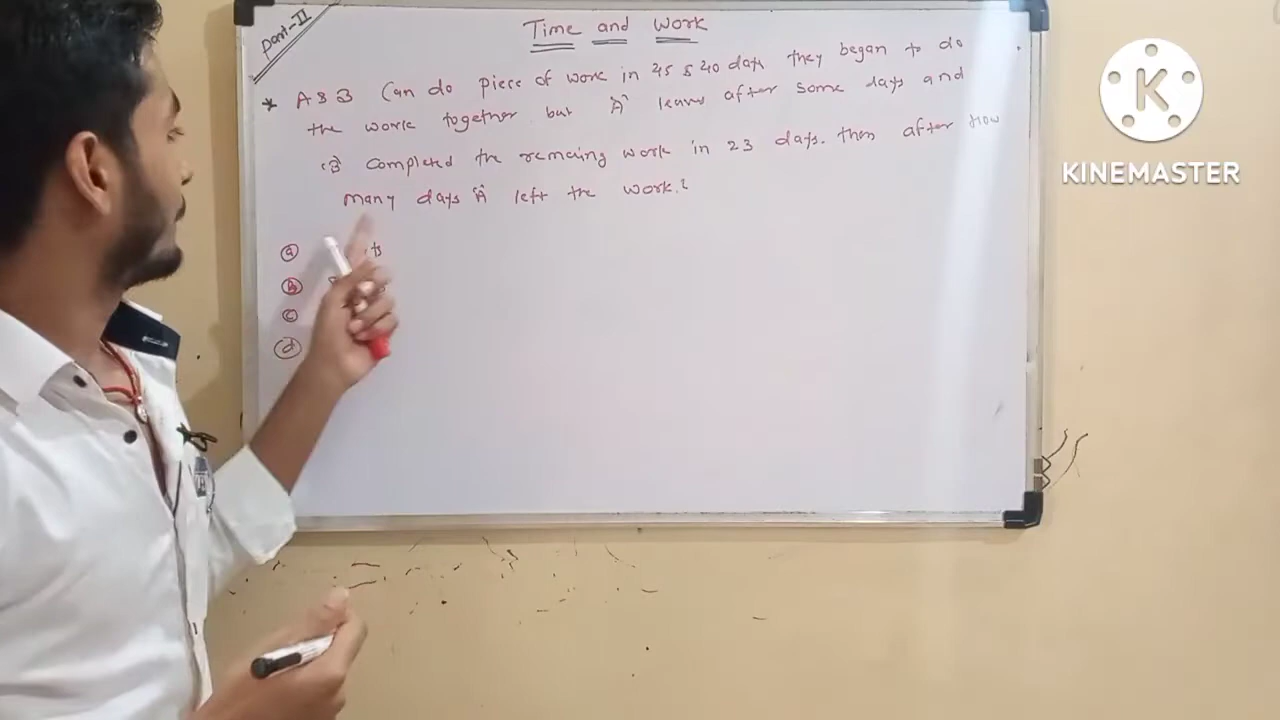 Part-II
Time and Work
* A & B Can do piece of work in 45 & 40 days they began to do
the work together but "A" leaves after some days and
"B" completed the remaing work in 23 days. then after How
many days "A" left the work?
(a)
(b)
(c)
(d)
K
KINEMASTER